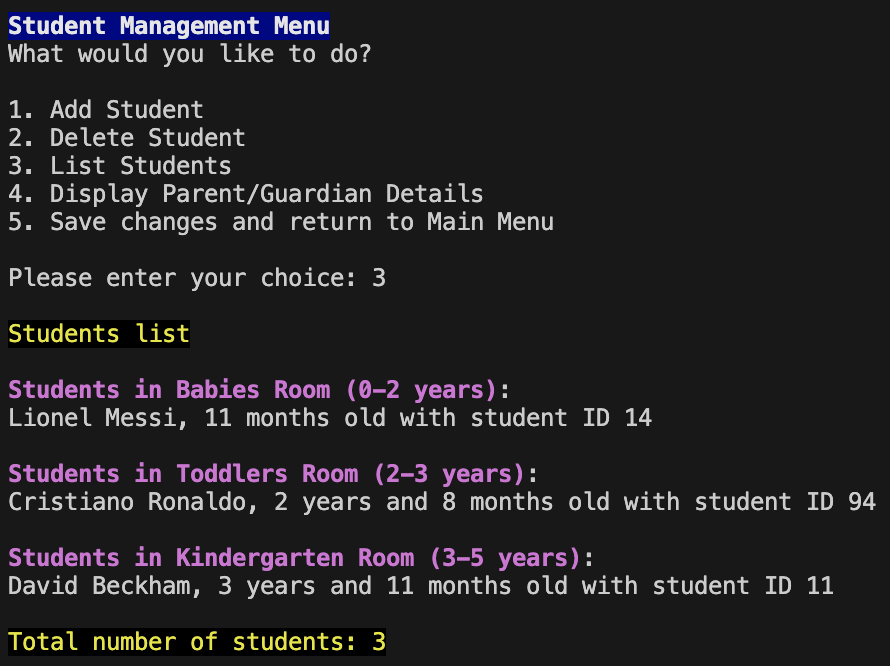 Student Management Menu
What would you like to do?
1. Add Student
2. Delete Student
3. List Students
4. Display Parent/Guardian Details
5. Save changes and return to Main Menu
Please enter your choice: 3
Students list
Students in Babies Room (0–2 years):
Lionel Messi, 11 months old with student ID 14
Students in Toddlers Room (2–3 years):
Cristiano Ronaldo, 2 years and 8 months old with student ID 94
Students in Kindergarten Room (3–5 years):
David Beckham, 3 years and 11 months old with student ID 11
Total number of students: 3